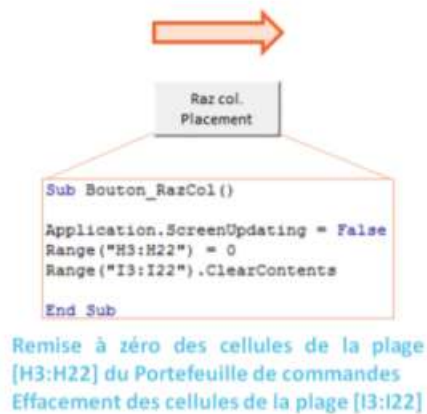 Raz col.
Placement
Sub Bouton_RazCol()
Application.ScreenUpdating = False
Range("H3:H22") = 0
Range("I3:I22").ClearContents
End Sub
Remise à zéro des cellules de la plage
[H3:H22] du Portefeuille de commandes
Effacement des cellules de la plage [I3:I22]